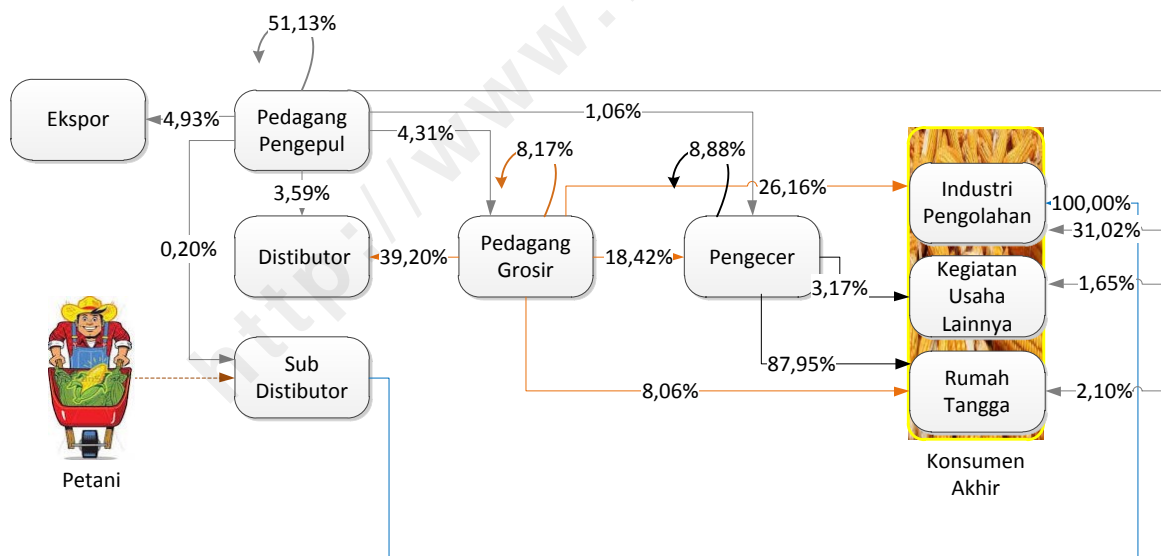 51,13%
Ekspor
4,93%
Pedagang
Pengepul
1,06%
4,31%
8,17%
8,88%
3,59%
26,16%
Industri
Pengolahan
100,00%
31,02%
0,20%
Distibutor
39,20%
Pedagang
Grosir
18,42%
Pengecer
3,17%
Kegiatan
Usaha
Lainnya
1,65%
Sub
Distibutor
87,95%
8,06%
Rumah
Tangga
2,10%
Petani
Konsumen
Akhir
http://www.